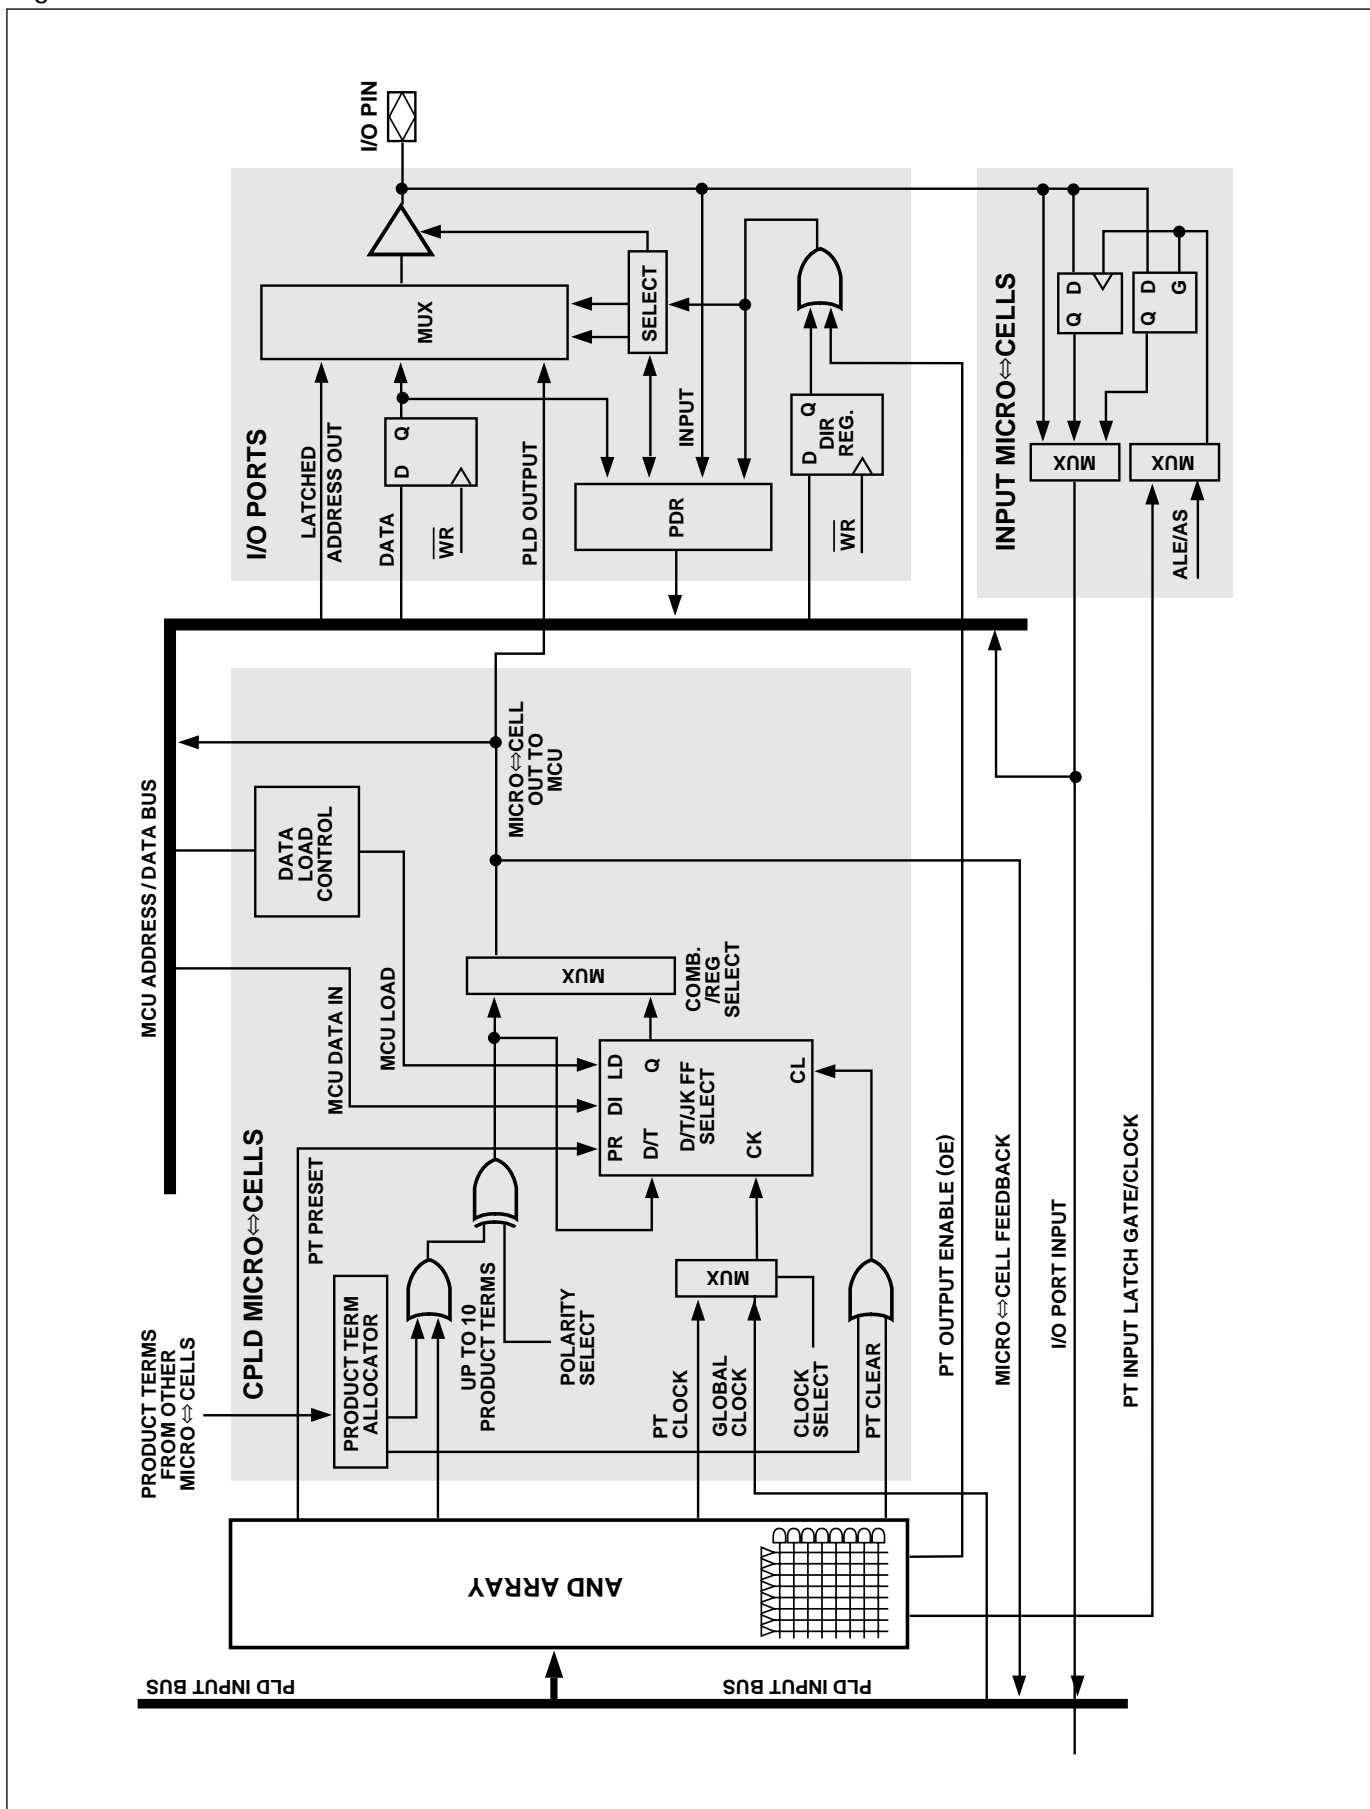 PLD INPUT BUS
PLD INPUT BUS
AND ARRAY
PRODUCT TERMS
FROM OTHER
MICRO⇔CELLS
CPLD MICRO⇔CELLS
PRODUCT TERM
ALLOCATOR
PT PRESET
UP TO 10
PRODUCT TERMS
POLARITY
SELECT
PT
CLOCK
GLOBAL
CLOCK
CLOCK
SELECT
PT CLEAR
MUX
MCU ADDRESS / DATA BUS
MCU DATA IN
MCU LOAD
DATA
LOAD
CONTROL
PR DI LD
D/T Q
D/T/JK FF
SELECT
CK
CL
MUX
COMB.
/REG
SELECT
MICRO⇔CELL
OUT TO
MCU
PT OUTPUT ENABLE (OE)
MICRO⇔CELL FEEDBACK
I/O PORT INPUT
PT INPUT LATCH GATE/CLOCK
I/O PORTS
LATCHED
ADDRESS OUT
DATA
WR
D Q
PLD OUTPUT
MUX
SELECT
PDR
INPUT
WR
D Q
DIR
REG.
I/O PIN
INPUT MICRO⇔CELLS
MUX
MUX
ALE/AS
Q D
Q D
G